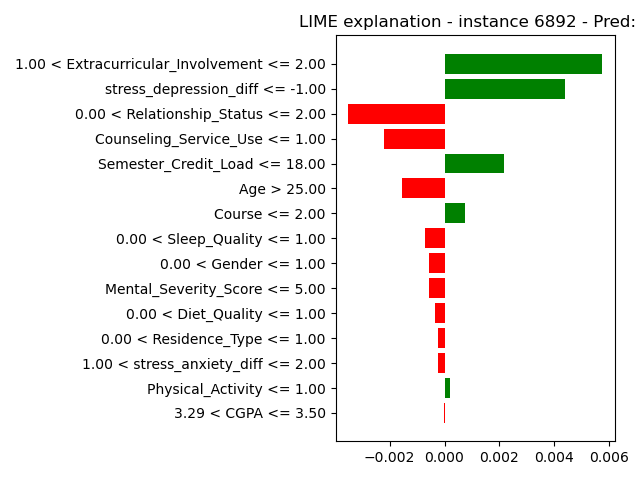 LIME explanation - instance 6892 - Pred:
1.00 < Extracurricular_Involvement <= 2.00
stress_depression_diff <= -1.00
0.00 < Relationship_Status <= 2.00
Counseling_Service_Use <= 1.00
Semester_Credit_Load <= 18.00
Age > 25.00
Course <= 2.00
0.00 < Sleep_Quality <= 1.00
0.00 < Gender <= 1.00
Mental_Severity_Score <= 5.00
0.00 < Diet_Quality <= 1.00
0.00 < Residence_Type <= 1.00
1.00 < stress_anxiety_diff <= 2.00
Physical_Activity <= 1.00
3.29 < CGPA <= 3.50
−0.002 0.000 0.002 0.004 0.006